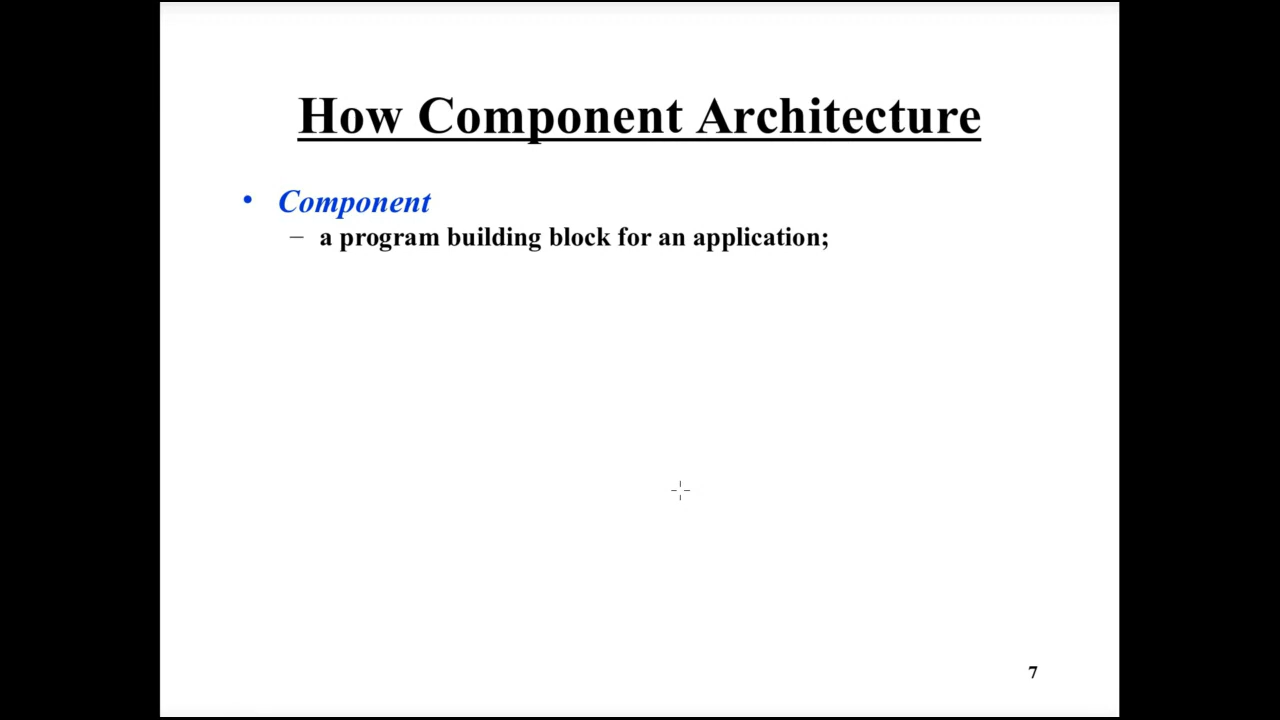 How Component Architecture
• Component
– a program building block for an application;
7